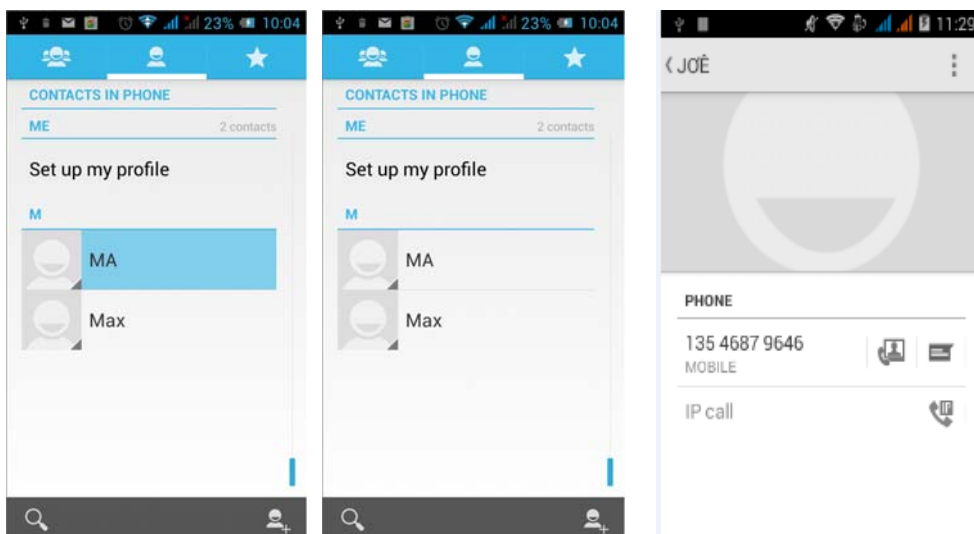 23% 10:04
CONTACTS IN PHONE
ME 2 contacts
Set up my profile
M
MA
Max
23% 10:04
CONTACTS IN PHONE
ME 2 contacts
Set up my profile
M
MA
Max
11:29
JƠÊ
PHONE
135 4687 9646
MOBILE
IP call